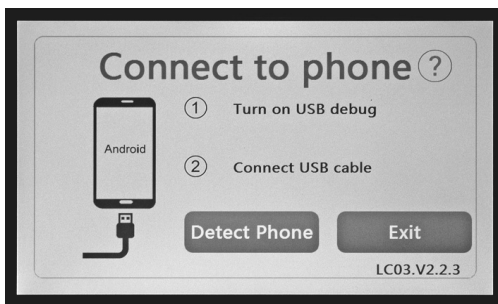 Connect to phone ?
Android
1 Turn on USB debug
2 Connect USB cable
Detect Phone
Exit
LC03.V2.2.3